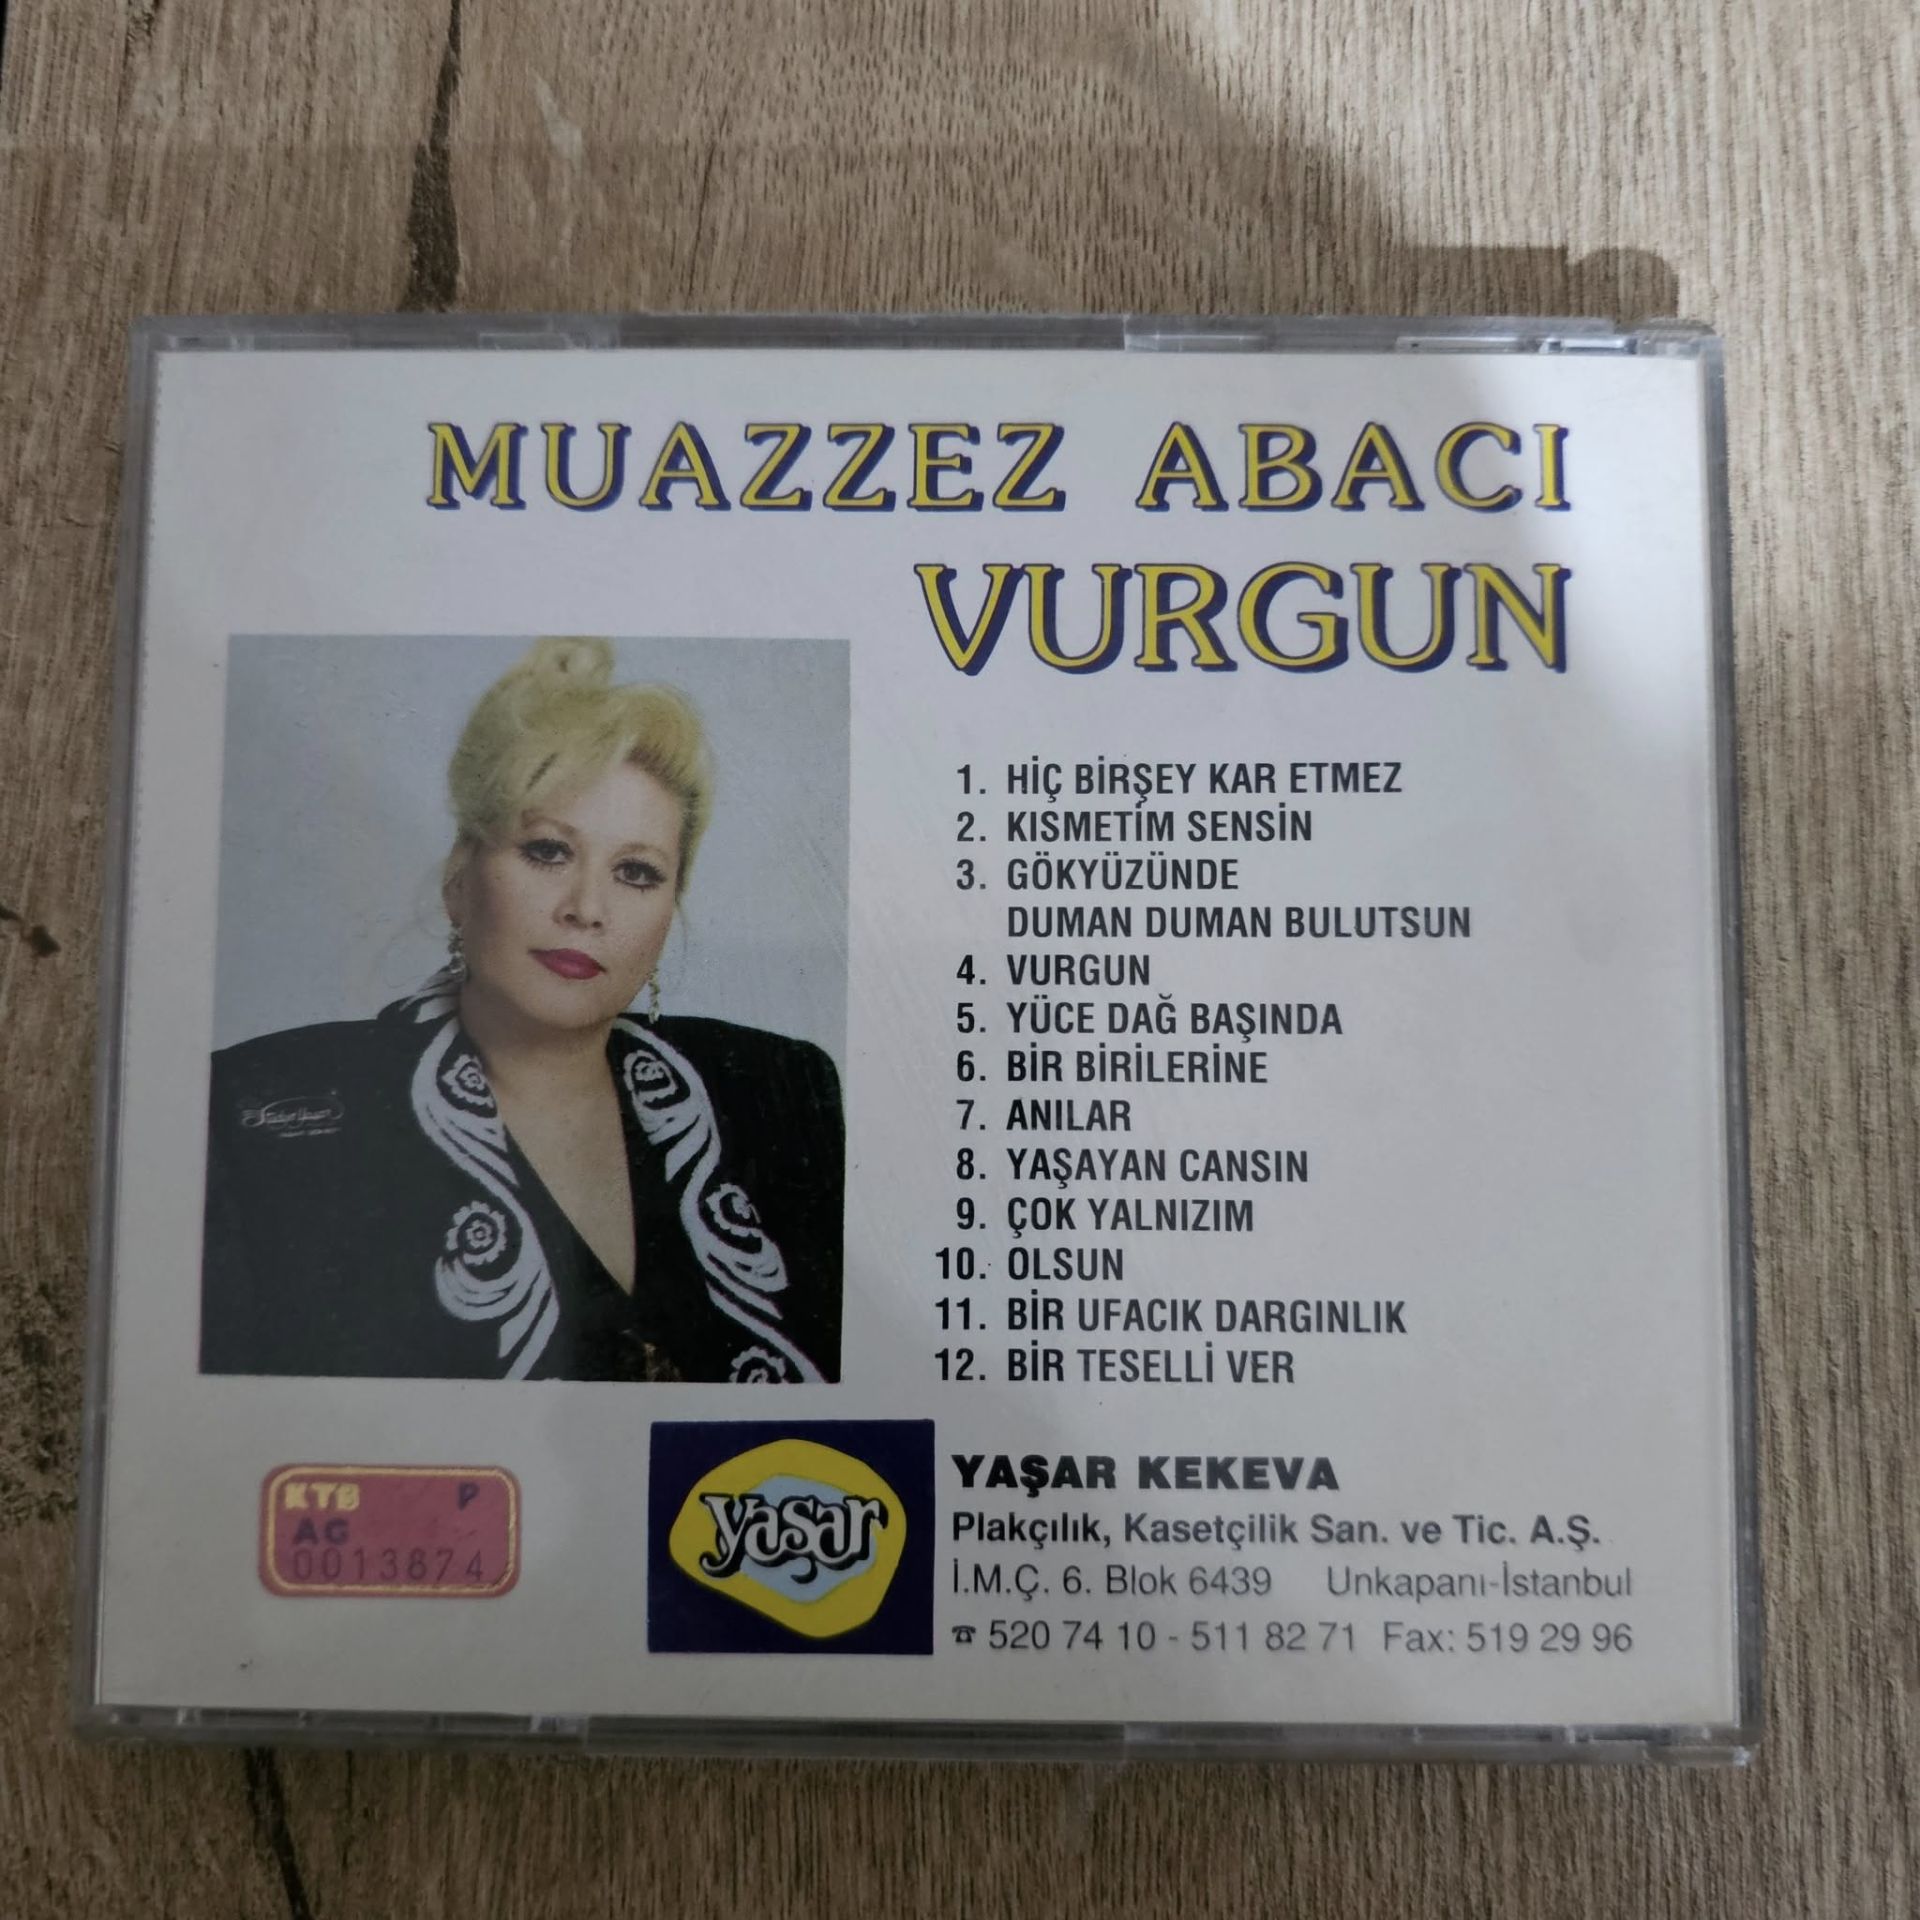 MUAZZEZ ABACI
VURGUN
1. HİÇ BİRŞEY KAR ETMEZ
2. KISMETİM SENSİN
3. GÖKYÜZÜNDE
DUMAN DUMAN BULUTSUN
4. VURGUN
5. YÜCE DAĞ BAŞINDA
6. BİR BİRİLERİNE
7. ANILAR
8. YAŞAYAN CANSIN
9. ÇOK YALNIZIM
10. OLSUN
11. BİR UFACIK DARGINLIK
12. BİR TESELLİ VER
KTB P
AG
0013874
yaşar
YAŞAR KEKEVA
Plakçılık, Kasetçilik San. ve Tic. A.Ş.
İ.M.Ç. 6. Blok 6439 Unkapanı-İstanbul
☎ 520 74 10 - 511 82 71 Fax: 519 29 96